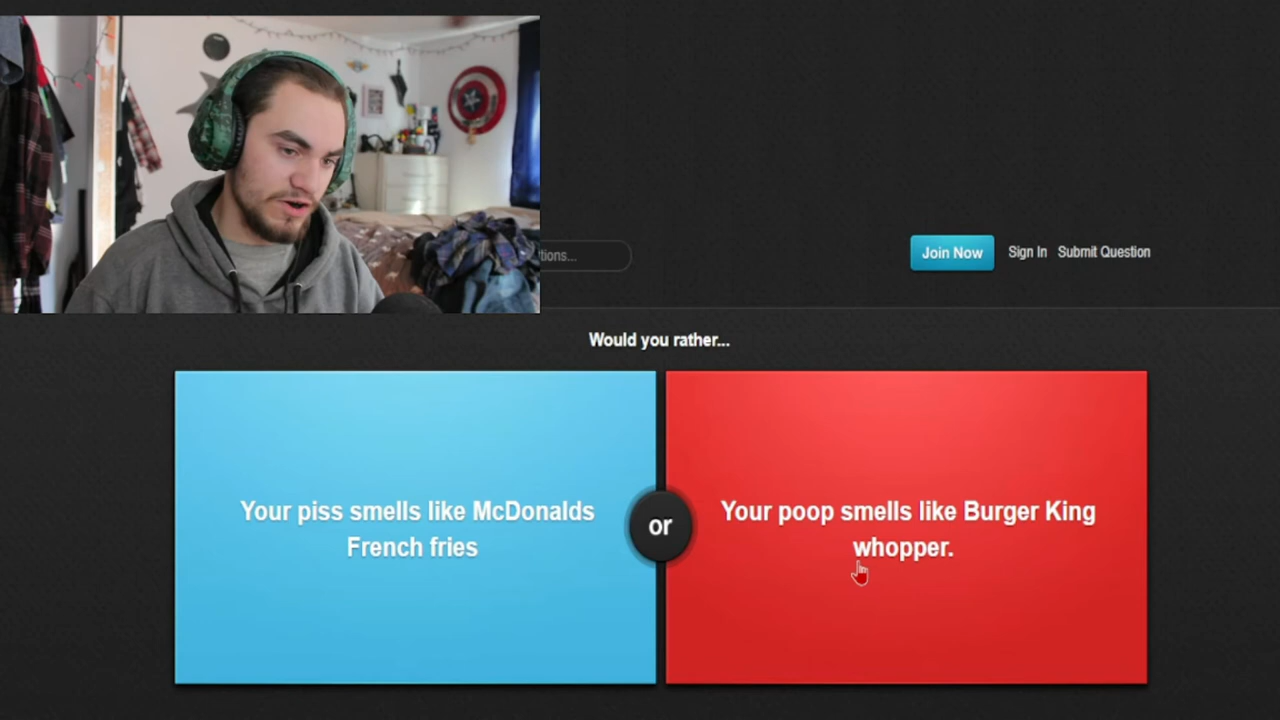 tions...
Join Now
Sign In
Submit Question
Would you rather...
Your piss smells like McDonalds
French fries
or
Your poop smells like Burger King
whopper.